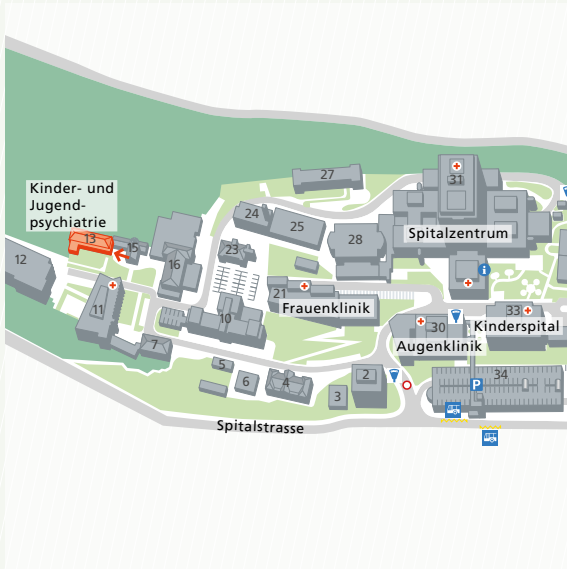 27
31
Kinder- und
Jugend-
psychiatrie
24
25
28
Spitalzentrum
13
15
12
16
23
i
21
Frauenklinik
11
10
33
30
Kinderspital
Augenklinik
7
5
6
4
2
3
34
P
Spitalstrasse